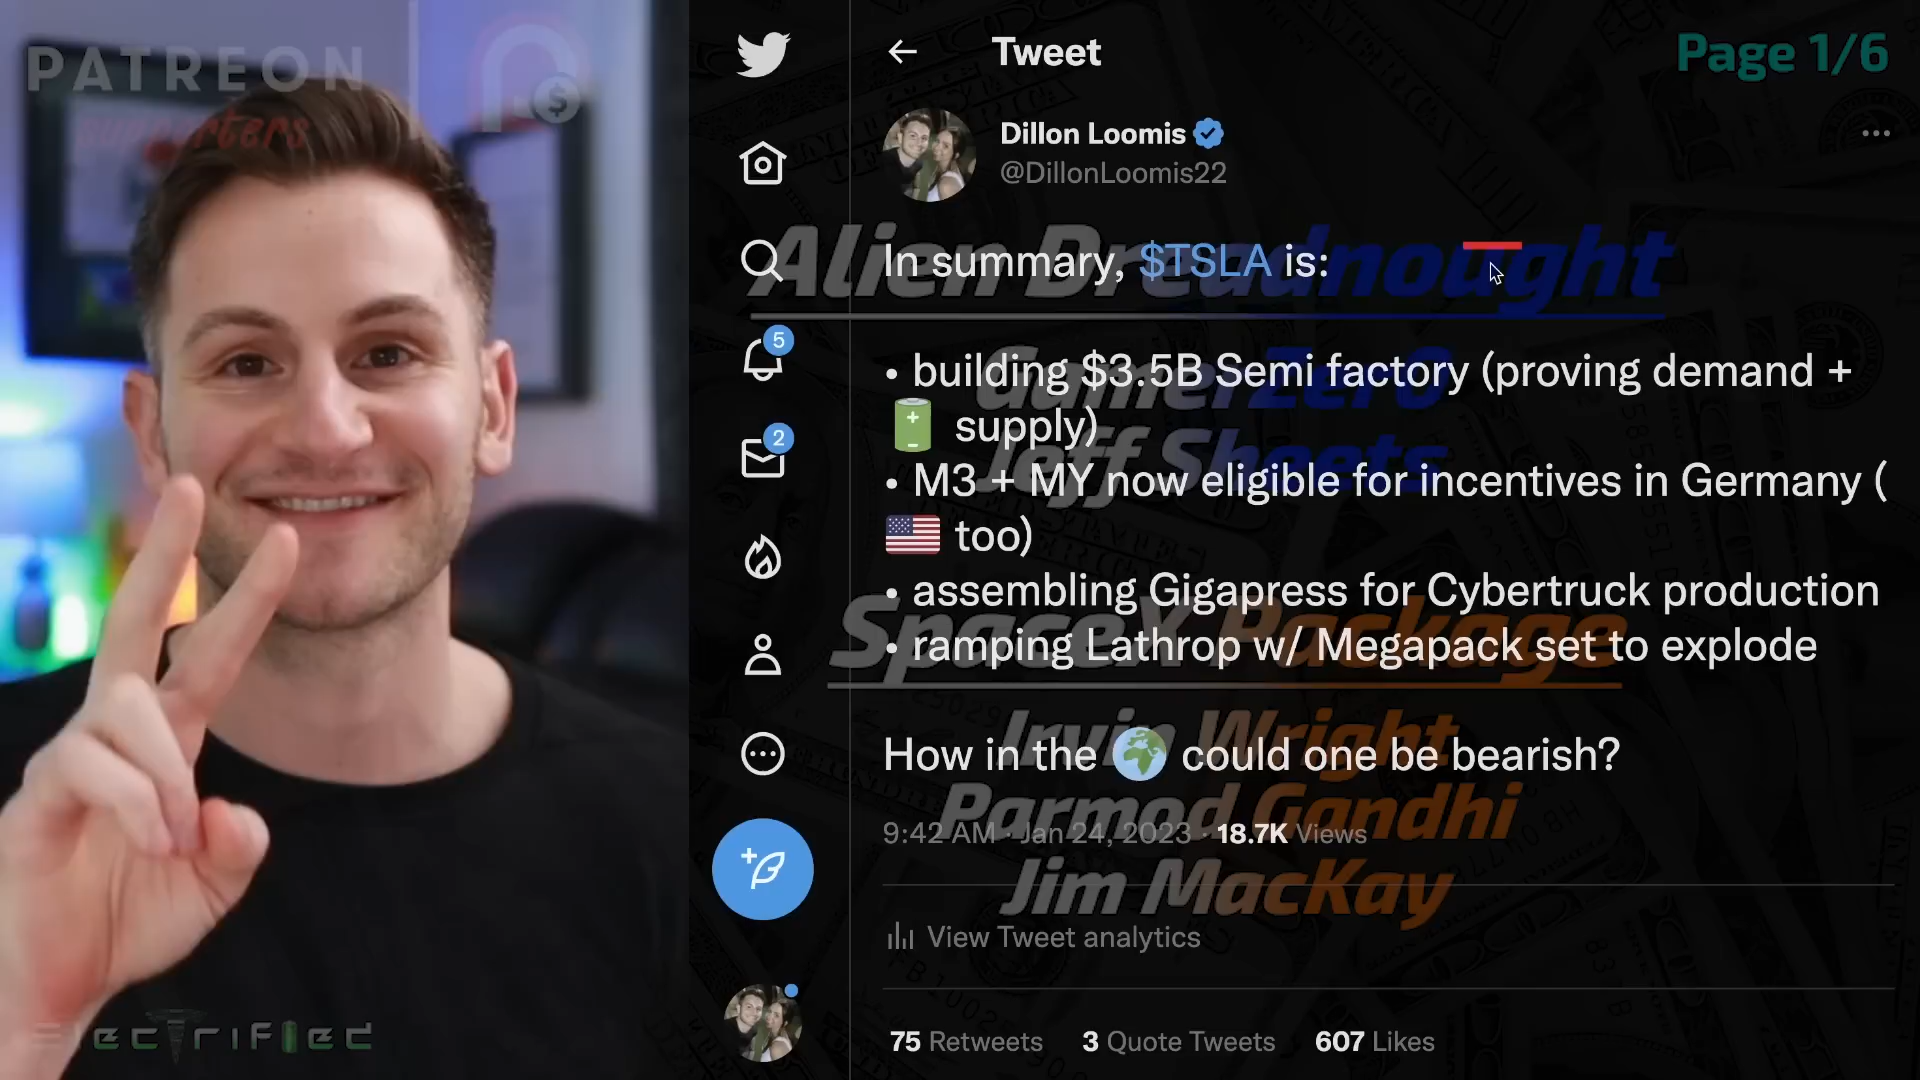 PATREON
supporters
Electrified
5
2
Tweet
Page 1/6
Dillon Loomis
@DillonLoomis22
In summary, $TSLA is:
• building $3.5B Semi factory (proving demand +
supply)
• M3 + MY now eligible for incentives in Germany (
too)
• assembling Gigapress for Cybertruck production
• ramping Lathrop w/ Megapack set to explode
How in the could one be bearish?
9:42 AM · Jan 24, 2023 · 18.7K Views
View Tweet analytics
75 Retweets 3 Quote Tweets 607 Likes
Alien Dreadnought
GamerZer0
Jeff Sheets
SpaceX Package
Irvin Wright
Parmod Gandhi
Jim MacKay